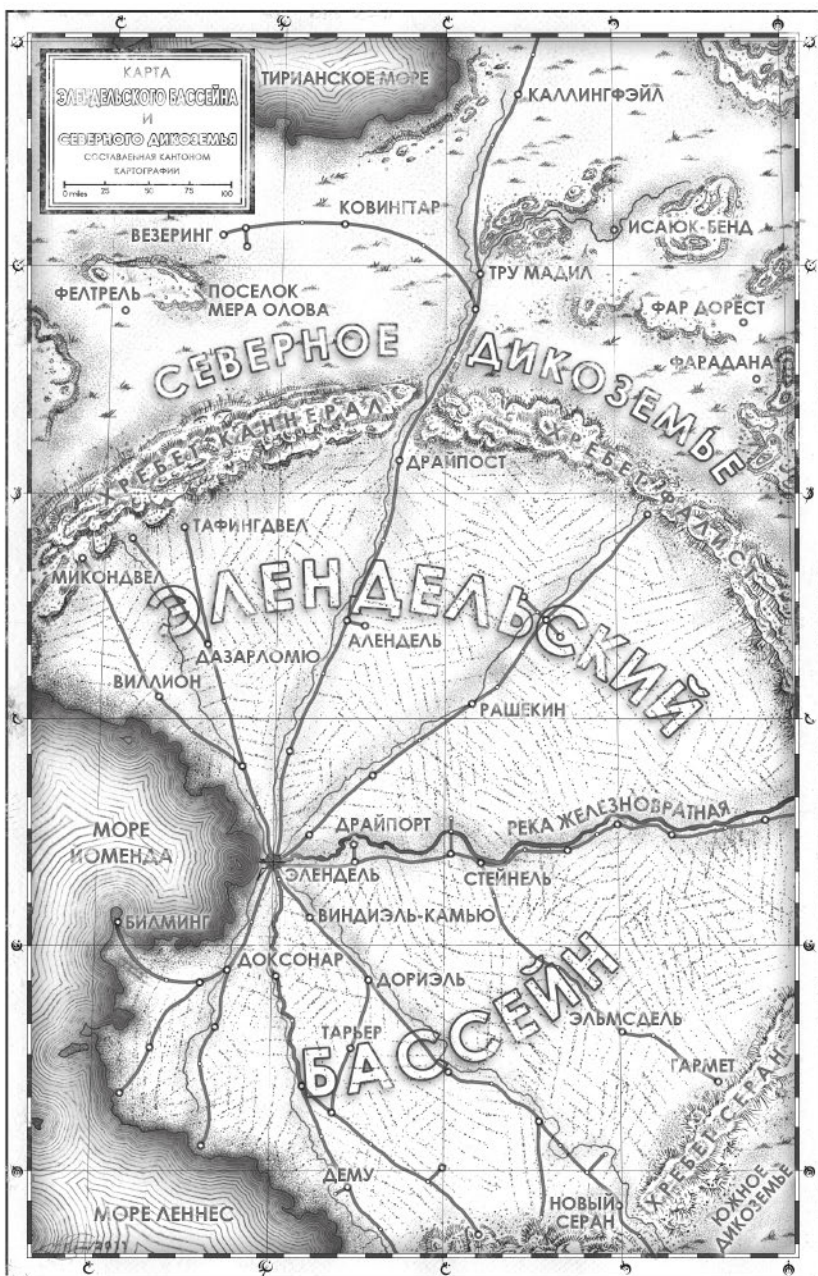 КАРТА
ЭЛЕНДЕЛЬСКОГО БАССЕЙНА
И
СЕВЕРНОГО ДИКОЗЕМЬЯ
СОСТАВЛЕННАЯ КАНТОНОМ
КАРТОГРАФИИ
0 miles 25 50 75 100
ТИРИАНСКОЕ МОРЕ
КАЛЛИНГФЭЙЛ
КОВИНГТАР
ВЕЗЕРИНГ
ИСАЮК-БЕНД
ТРУ МАДИЛ
ФЕЛТРЕЛЬ
ПОСЕЛОК
МЕРА ОЛОВА
ФАР ДОРЕСТ
ФАРАДАНА
СЕВЕРНОЕ ДИКОЗЕМЬЕ
ХРЕБЕТ КАННЕРАЛ
ХРЕБЕТ ФАЛИСТ
ДРАЙПОСТ
ТАФИНГДВЕЛ
МИКОНДВЕЛ
ЭЛЕНДЕЛЬСКИЙ
АЛЕНДЕЛЬ
ДАЗАРЛОМЮ
ВИЛЛИОН
РАШЕКИН
МОРЕ
ИОМЕНДА
ДРАЙПОРТ
РЕКА ЖЕЛЕЗНОВРАТНАЯ
ЭЛЕНДЕЛЬ
СТЕЙНЕЛЬ
БИЛМИНГ
ВИНДИЭЛЬ-КАМЬЮ
ДОКСОНАР
ДОРИЭЛЬ
БАССЕЙН
ТАРЬЕР
ЭЛЬМСДЕЛЬ
ГАРМЕТ
ХРЕБЕТ СЕРАН
ДЕМУ
НОВЫЙ
СЕРАН
ЮЖНОЕ
ДИКОЗЕМЬЕ
МОРЕ ЛЕННЕС
2011